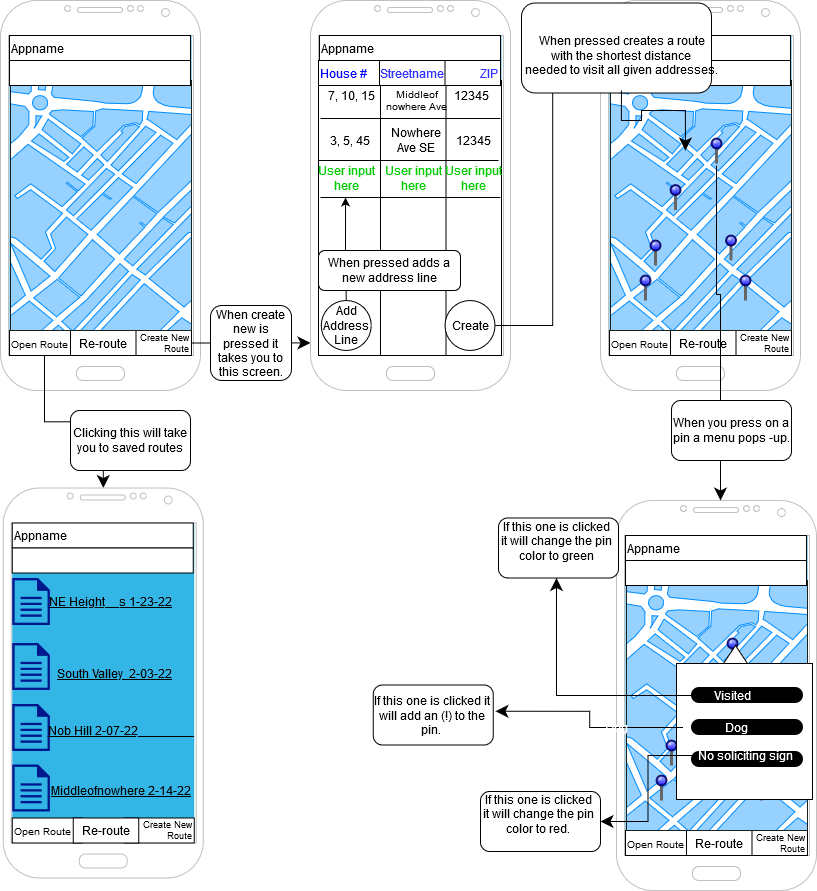 Appname
Open Route
Re-route
Create New
Route
When create
new is
pressed it
takes you to
this screen.
Appname
House #
Streetname
ZIP
7, 10, 15
Middleof
nowhere Ave
12345
3, 5, 45
Nowhere
Ave SE
12345
User input
here
User input
here
User input
here
When pressed adds a
new address line
Add
Address
Line
Create
When pressed creates a route
with the shortest distance
needed to visit all given addresses.
Open Route
Re-route
Create New
Route
When you press on a
pin a menu pops -up.
Clicking this will take
you to saved routes
Appname
NE Height    s 1-23-22
South Valley  2-03-22
Nob Hill 2-07-22
Middleofnowhere 2-14-22
Open Route
Re-route
Create New
Route
If this one is clicked
it will change the pin
color to green
If this one is clicked it
will add an (!) to the
pin.
If this one is clicked
it will change the pin
color to red.
Appname
Visited
Dog
No soliciting sign
Open Route
Re-route
Create New
Route